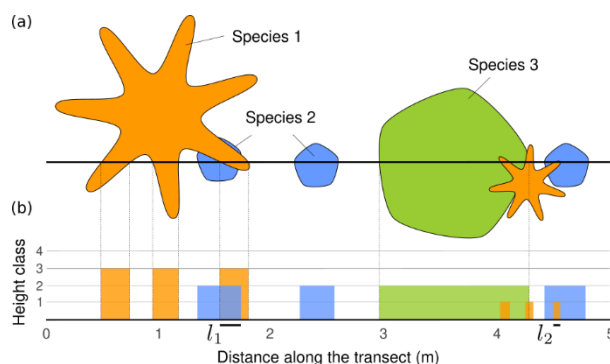 (a)
Species 1
Species 3
Species 2
(b)
Height class
4
3
2
1
0 1 2 3 4 5
l1 l2
Distance along the transect (m)